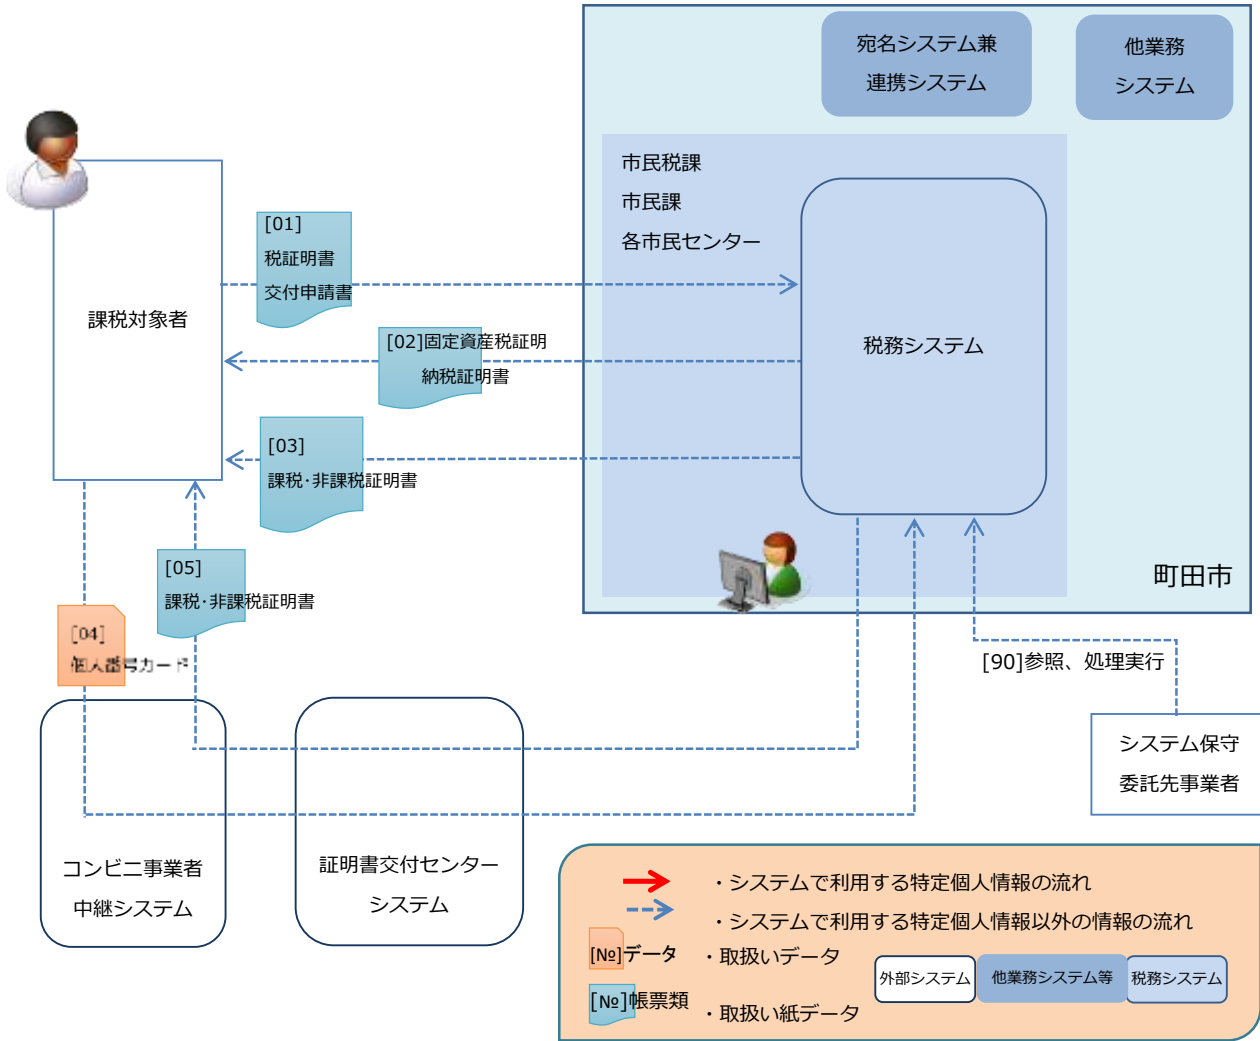 宛名システム兼
連携システム
他業務
システム
市民税課
市民課
各市民センター
[01]
税証明書
交付申請書
課税対象者
[02]固定資産税証明
納税証明書
税務システム
[03]
課税・非課税証明書
[05]
課税・非課税証明書
町田市
[04]
個人番号カード
[90]参照、処理実行
システム保守
委託先事業者
コンビニ事業者
中継システム
証明書交付センター
システム
・システムで利用する特定個人情報の流れ
・システムで利用する特定個人情報以外の情報の流れ
[№]データ
・取扱いデータ
外部システム
他業務システム等
税務システム
[№]帳票類
・取扱い紙データ